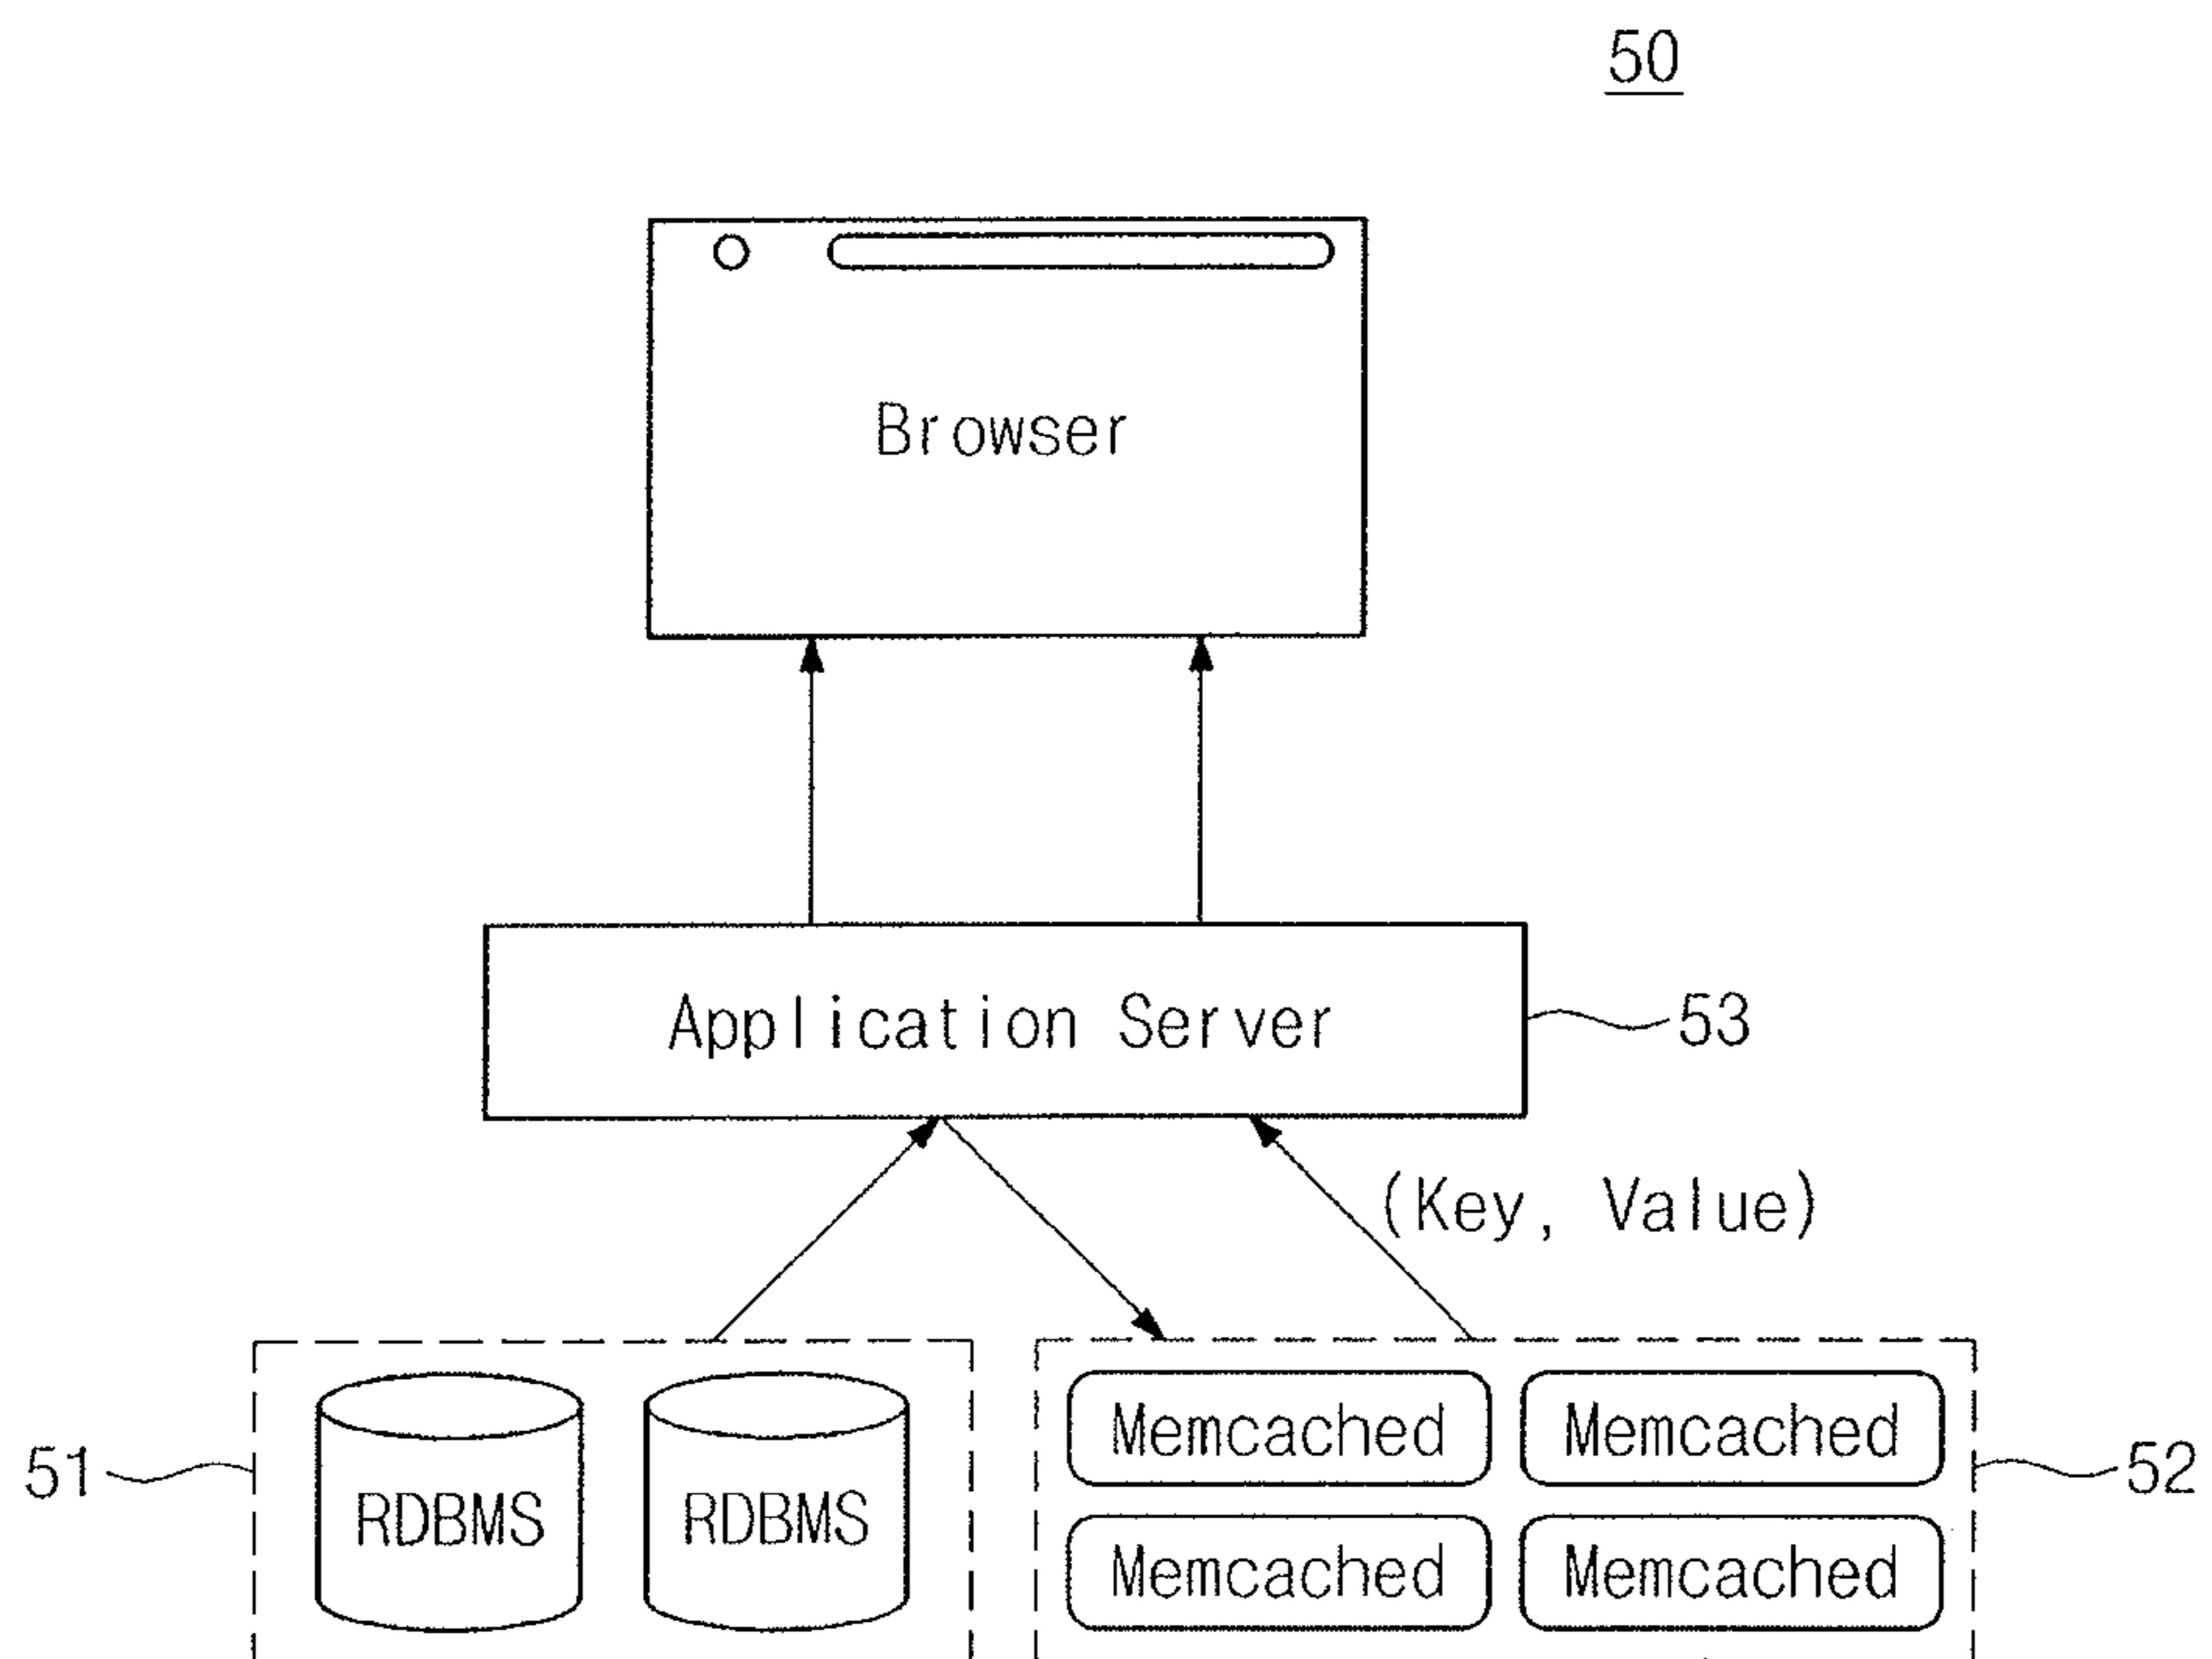 50
Browser
Application Server
53
(Key, Value)
51
RDBMS
RDBMS
Memcached
Memcached
52
Memcached
Memcached